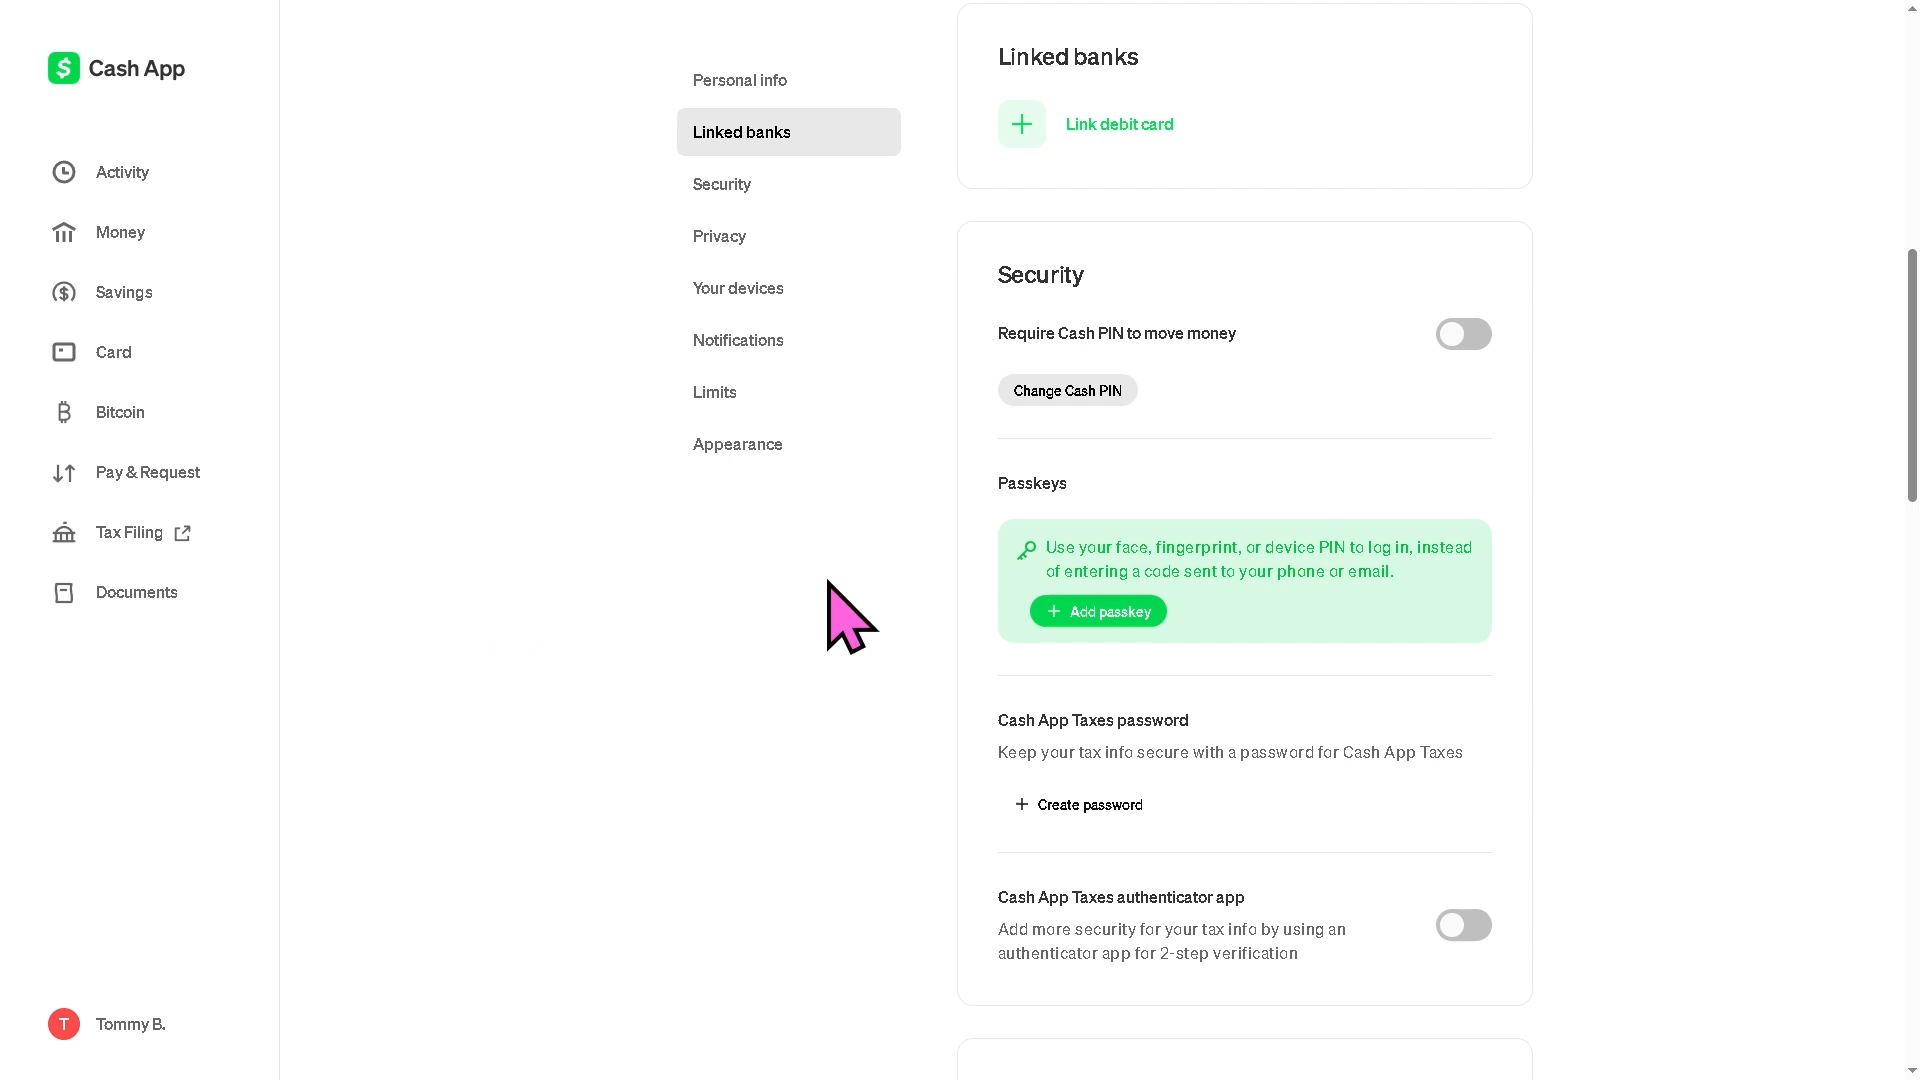 Cash App
Activity
Money
Savings
Card
Bitcoin
Pay & Request
Tax Filing
Documents
T
Tommy B.
Personal info
Linked banks
Security
Privacy
Your devices
Notifications
Limits
Appearance
Linked banks
Link debit card
Security
Require Cash PIN to move money
Change Cash PIN
Passkeys
Use your face, fingerprint, or device PIN to log in, instead
of entering a code sent to your phone or email.
Add passkey
Cash App Taxes password
Keep your tax info secure with a password for Cash App Taxes
Create password
Cash App Taxes authenticator app
Add more security for your tax info by using an
authenticator app for 2-step verification